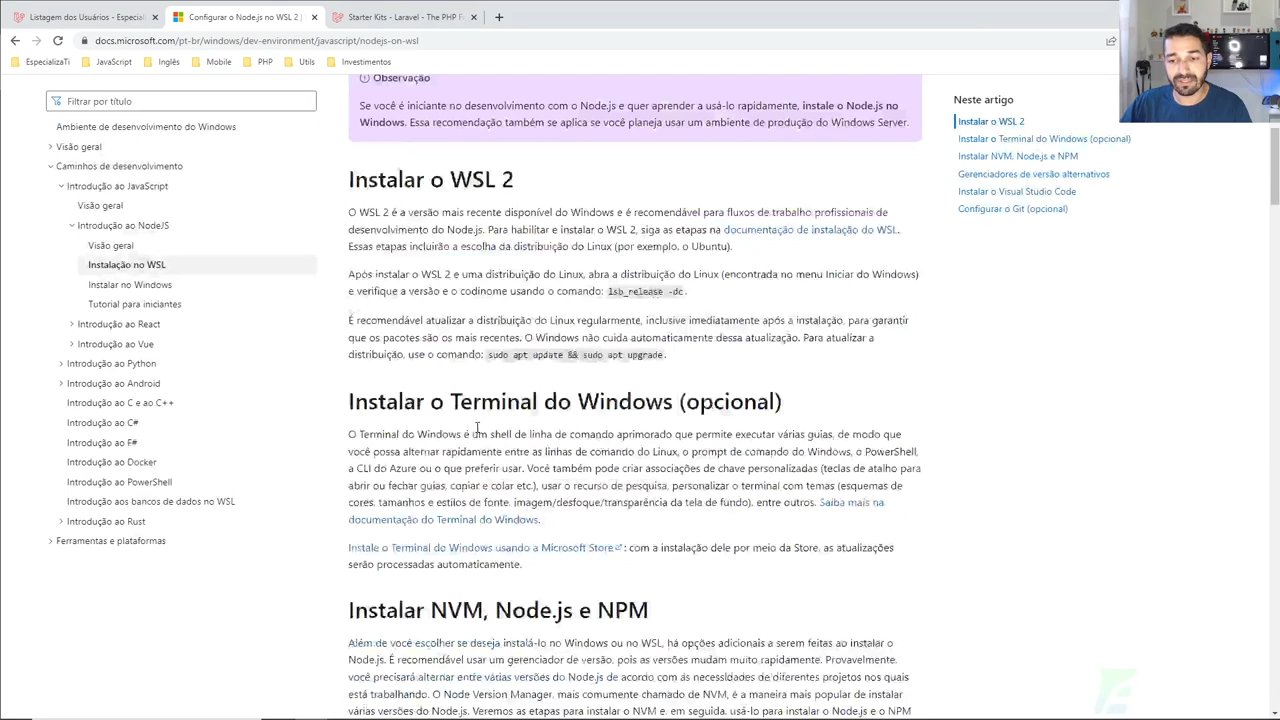 Listagem dos Usuários - Especial
Configurar o Node.js no WSL 2 |
Starter Kits - Laravel - The PHP F
docs.microsoft.com/pt-br/windows/dev-environment/javascript/nodejs-on-wsl
EspecializaTi
JavaScript
Inglês
Mobile
PHP
Utils
Investimentos
Filtrar por título
Ambiente de desenvolvimento do Windows
Visão geral
Caminhos de desenvolvimento
Introdução ao JavaScript
Visão geral
Introdução ao NodeJS
Visão geral
Instalação no WSL
Instalar no Windows
Tutorial para iniciantes
Introdução ao React
Introdução ao Vue
Introdução ao Python
Introdução ao Android
Introdução ao C e ao C++
Introdução ao C#
Introdução ao F#
Introdução ao Docker
Introdução ao PowerShell
Introdução aos bancos de dados no WSL
Introdução ao Rust
Ferramentas e plataformas
Observação
Se você é iniciante no desenvolvimento com o Node.js e quer aprender a usá-lo rapidamente, instale o Node.js no
Windows. Essa recomendação também se aplica se você planeja usar um ambiente de produção do Windows Server.
Instalar o WSL 2
O WSL 2 é a versão mais recente disponível do Windows e é recomendável para fluxos de trabalho profissionais de
desenvolvimento do Node.js. Para habilitar e instalar o WSL 2, siga as etapas na documentação de instalação do WSL.
Essas etapas incluirão a escolha da distribuição do Linux (por exemplo, o Ubuntu).
Após instalar o WSL 2 e uma distribuição do Linux, abra a distribuição do Linux (encontrada no menu Iniciar do Windows)
e verifique a versão e o codinome usando o comando: lsb_release -dc.
É recomendável atualizar a distribuição do Linux regularmente, inclusive imediatamente após a instalação, para garantir
que os pacotes são os mais recentes. O Windows não cuida automaticamente dessa atualização. Para atualizar a
distribuição, use o comando: sudo apt update && sudo apt upgrade.
Instalar o Terminal do Windows (opcional)
O Terminal do Windows é um shell de linha de comando aprimorado que permite executar várias guias, de modo que
você possa alternar rapidamente entre as linhas de comando do Linux, o prompt de comando do Windows, o PowerShell,
a CLI do Azure ou o que preferir usar. Você também pode criar associações de chave personalizadas (teclas de atalho para
abrir ou fechar guias, copiar e colar etc.), usar o recurso de pesquisa, personalizar o terminal com temas (esquemas de
cores, tamanhos e estilos de fonte, imagem/desfoque/transparência da tela de fundo), entre outros. Saiba mais na
documentação do Terminal do Windows.
Instale o Terminal do Windows usando a Microsoft Store : com a instalação dele por meio da Store, as atualizações
serão processadas automaticamente.
Instalar NVM, Node.js e NPM
Além de você escolher se deseja instalá-lo no Windows ou no WSL, há opções adicionais a serem feitas ao instalar o
Node.js. É recomendável usar um gerenciador de versão, pois as versões mudam muito rapidamente. Provavelmente,
você precisará alternar entre várias versões do Node.js de acordo com as necessidades de diferentes projetos nos quais
está trabalhando. O Node Version Manager, mais comumente chamado de NVM, é a maneira mais popular de instalar
várias versões do Node.js. Veremos as etapas para instalar o NVM e, em seguida, usá-lo para instalar o Node.js e o NPM
Neste artigo
Instalar o WSL 2
Instalar o Terminal do Windows (opcional)
Instalar NVM, Node.js e NPM
Gerenciadores de versão alternativos
Instalar o Visual Studio Code
Configurar o Git (opcional)